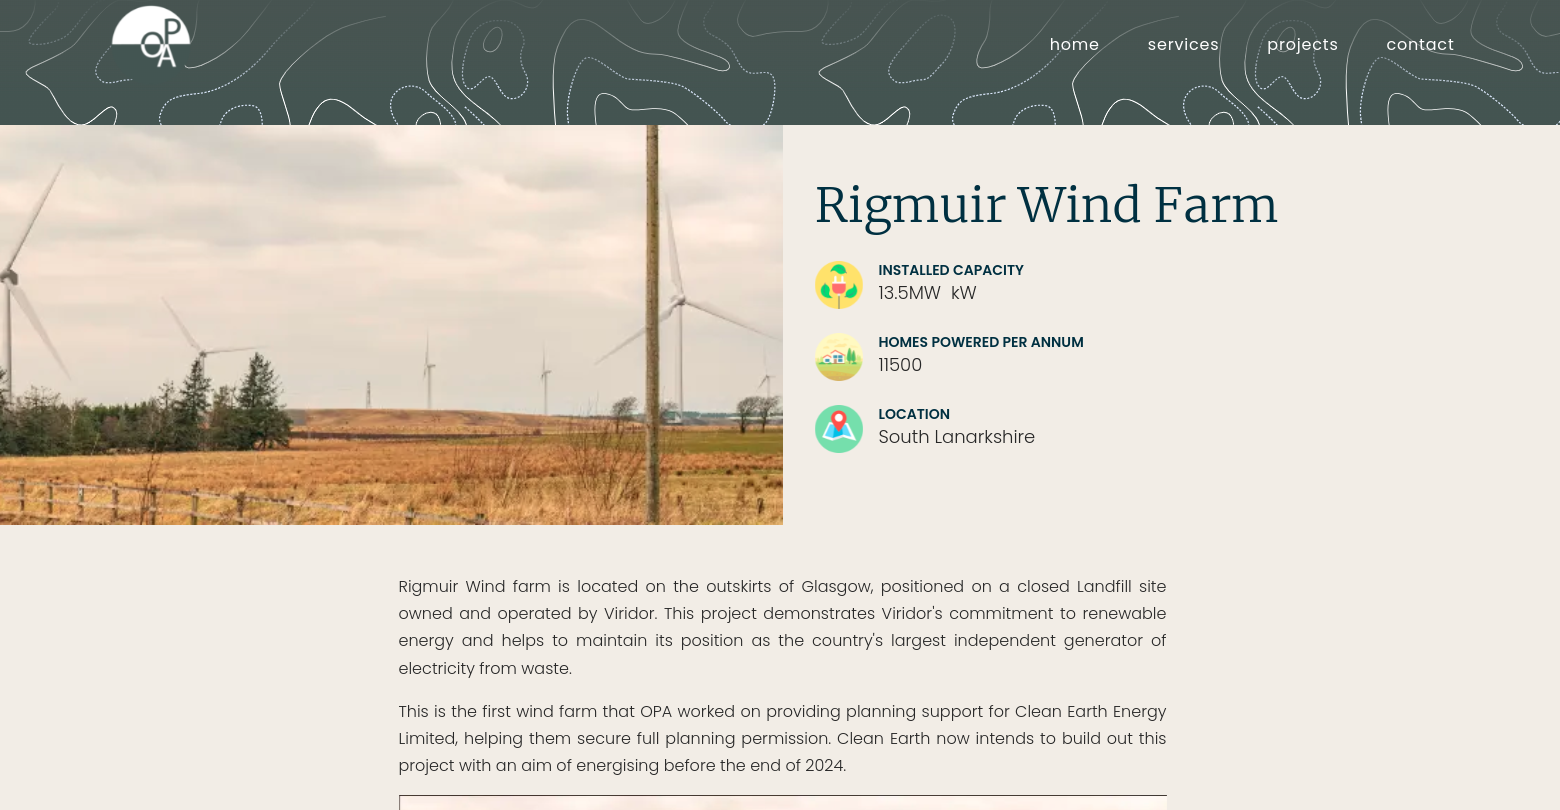 OPA
home services projects contact
Rigmuir Wind Farm
INSTALLED CAPACITY
13.5MW kW
HOMES POWERED PER ANNUM
11500
LOCATION
South Lanarkshire
Rigmuir Wind farm is located on the outskirts of Glasgow, positioned on a closed Landfill site
owned and operated by Viridor. This project demonstrates Viridor's commitment to renewable
energy and helps to maintain its position as the country's largest independent generator of
electricity from waste.
This is the first wind farm that OPA worked on providing planning support for Clean Earth Energy
Limited, helping them secure full planning permission. Clean Earth now intends to build out this
project with an aim of energising before the end of 2024.